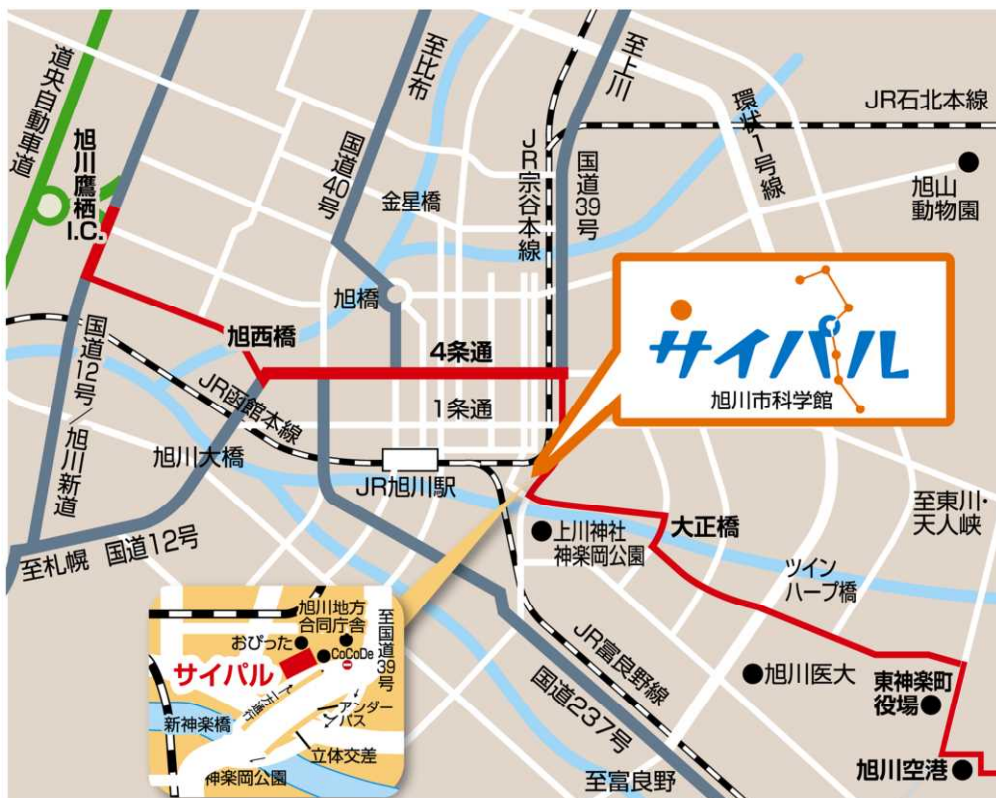 道央自動車道
旭川鷹栖
I.C.
至比布
国道40号
金星橋
至上川
JR宗谷本線
国道39号
環状1号線
JR石北本線
旭山
動物園
旭橋
旭西橋
4条通
1条通
サイパル
旭川市科学館
国道12号/旭川新道
JR函館本線
旭川大橋
JR旭川駅
至札幌 国道12号
上川神社
神楽岡公園
大正橋
至東川・
天人峡
ツイン
ハープ橋
JR富良野線
国道237号
至富良野
旭川医大
東神楽町
役場
旭川空港
旭川地方
合同庁舎
おぴった
CoCoDe
至国道39号
サイパル
一方通行
アンダー
パス
新神楽橋
立体交差
神楽岡公園